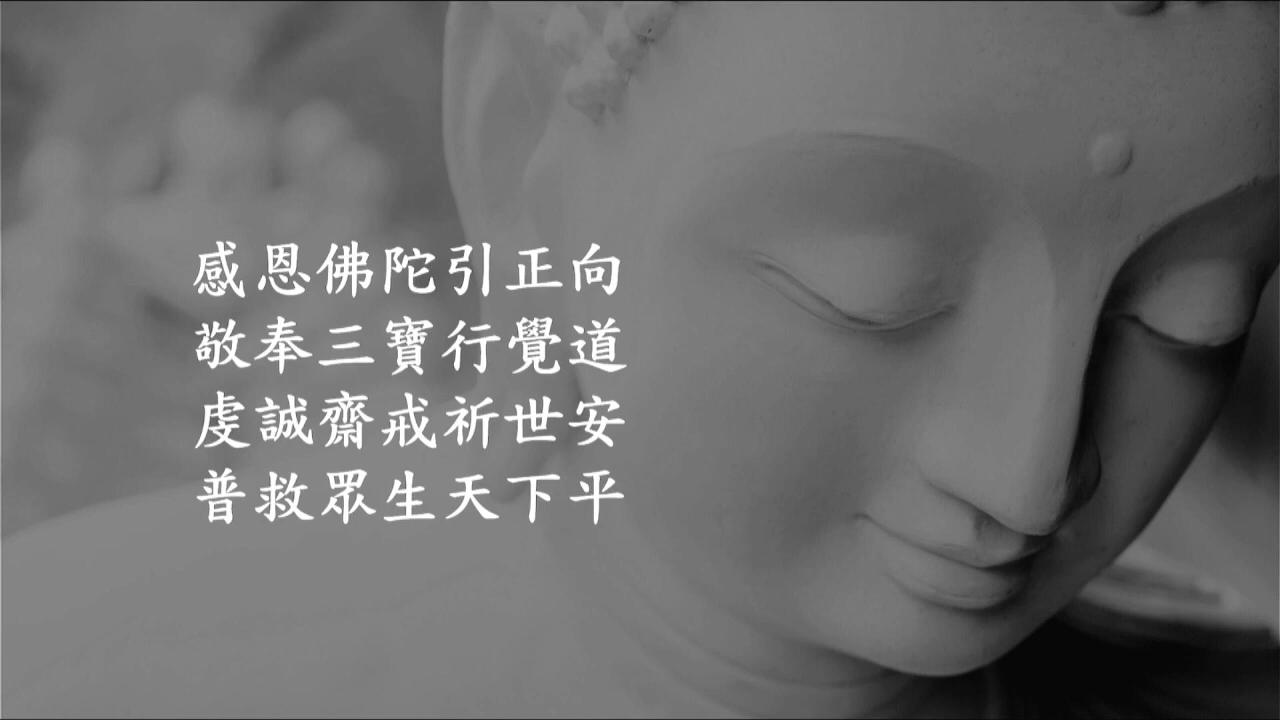 感恩佛陀引正向
敬奉三寶行覺道
虔誠齋戒祈世安
普救眾生天下平